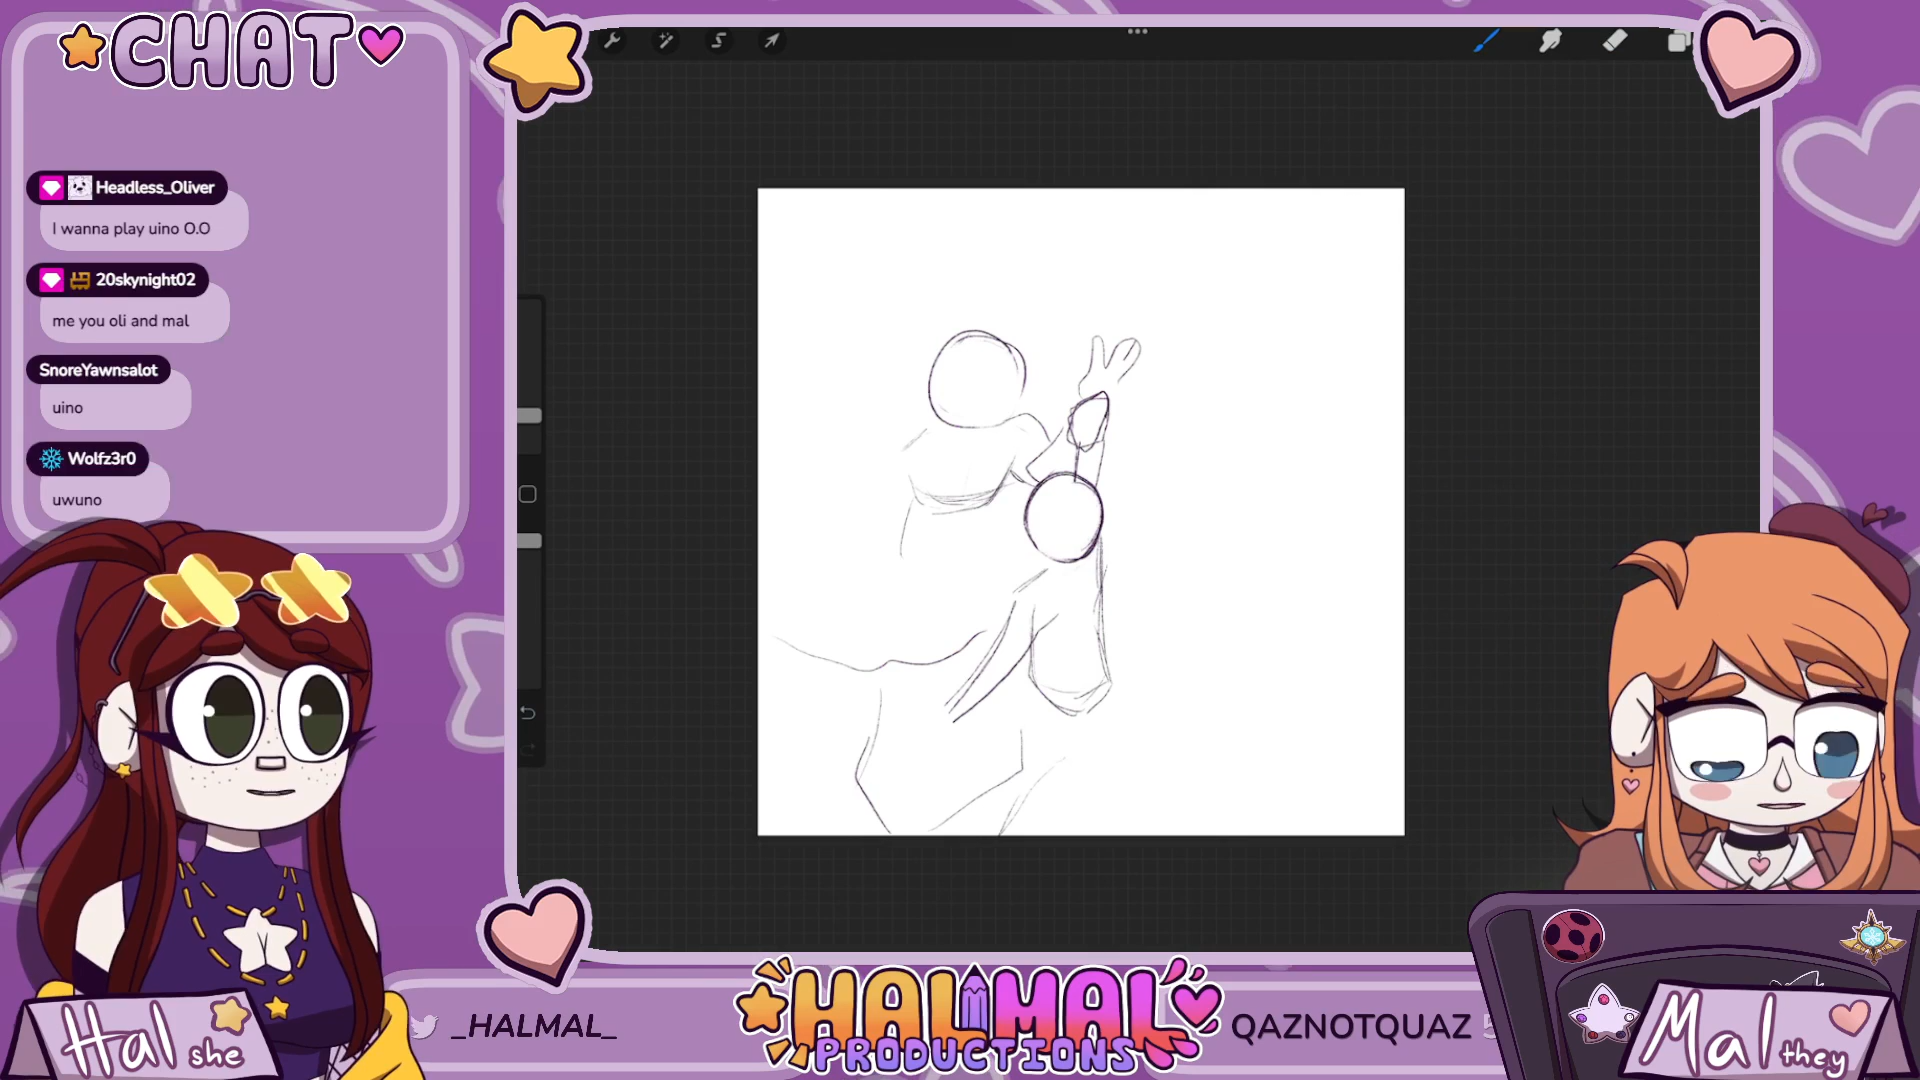 CHAT
Headless_Oliver
I wanna play uino O.O
20skynight02
me you oli and mal
SnoreYawnsalot
uino
Wolfz3r0
uwuno
Hal she
_HALMAL_
HALMAL
PRODUCTIONS
QAZNOTQUAZ
Mal they